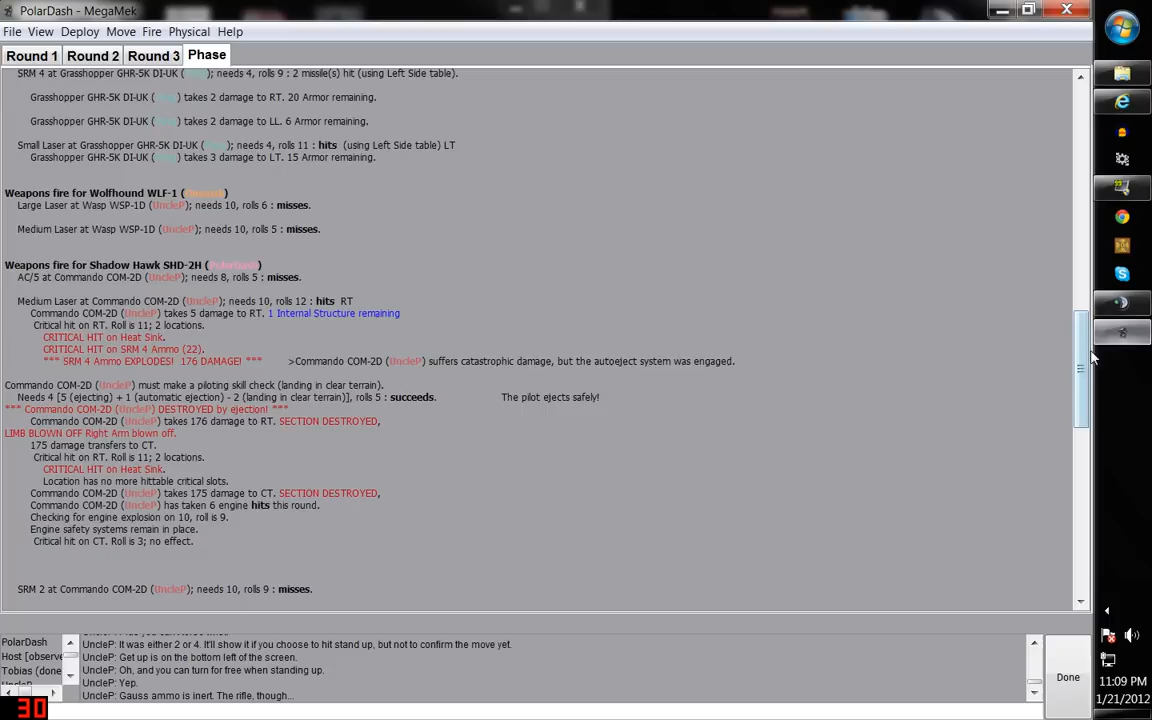 PolarDash - MegaMek
File View Deploy Move Fire Physical Help
Round 1 Round 2 Round 3 Phase
SRM 4 at Grasshopper GHR-5K DI-UK ( ); needs 4, rolls 9 : 2 missile(s) hit (using Left Side table).
Grasshopper GHR-5K DI-UK ( ) takes 2 damage to RT. 20 Armor remaining.
Grasshopper GHR-5K DI-UK ( ) takes 2 damage to LL. 6 Armor remaining.
Small Laser at Grasshopper GHR-5K DI-UK ( ); needs 4, rolls 11 : hits (using Left Side table) LT
Grasshopper GHR-5K DI-UK ( ) takes 3 damage to LT. 15 Armor remaining.
Weapons fire for Wolfhound WLF-1 ( )
Large Laser at Wasp WSP-1D (UncleP); needs 10, rolls 6 : misses.
Medium Laser at Wasp WSP-1D (UncleP); needs 10, rolls 5 : misses.
Weapons fire for Shadow Hawk SHD-2H (PolarDash)
AC/5 at Commando COM-2D (UncleP); needs 8, rolls 5 : misses.
Medium Laser at Commando COM-2D (UncleP); needs 10, rolls 12 : hits RT
Commando COM-2D (UncleP) takes 5 damage to RT. 1 Internal Structure remaining
Critical hit on RT. Roll is 11; 2 locations.
CRITICAL HIT on Heat Sink.
CRITICAL HIT on SRM 4 Ammo (22).
*** SRM 4 Ammo EXPLODES! 176 DAMAGE! *** >Commando COM-2D (UncleP) suffers catastrophic damage, but the autoeject system was engaged.
Commando COM-2D (UncleP) must make a piloting skill check (landing in clear terrain).
Needs 4 [5 (ejecting) + 1 (automatic ejection) - 2 (landing in clear terrain)], rolls 5 : succeeds. The pilot ejects safely!
*** Commando COM-2D (UncleP) DESTROYED by ejection! ***
Commando COM-2D (UncleP) takes 176 damage to RT. SECTION DESTROYED,
LIMB BLOWN OFF Right Arm blown off.
175 damage transfers to CT.
Critical hit on RT. Roll is 11; 2 locations.
CRITICAL HIT on Heat Sink.
Location has no more hittable critical slots.
Commando COM-2D (UncleP) takes 175 damage to CT. SECTION DESTROYED,
Commando COM-2D (UncleP) has taken 6 engine hits this round.
Checking for engine explosion on 10, roll is 9.
Engine safety systems remain in place.
Critical hit on CT. Roll is 3; no effect.
SRM 2 at Commando COM-2D (UncleP); needs 10, rolls 9 : misses.
PolarDash
Host [observe
Tobias (done
UncleP: It was either 2 or 4. It'll show it if you choose to hit stand up, but not to confirm the move yet.
UncleP: Get up is on the bottom left of the screen.
UncleP: Oh, and you can turn for free when standing up.
UncleP: Yep.
UncleP: Gauss ammo is inert. The rifle, though...
Done
30
11:09 PM
1/21/2012